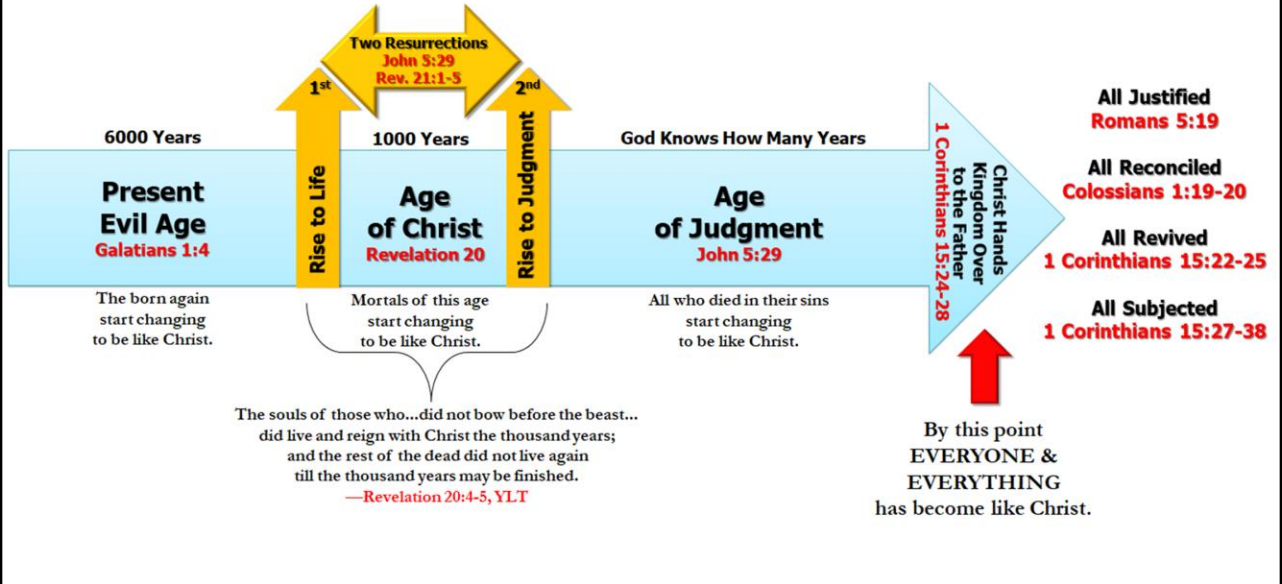 Two Resurrections
John 5:29
Rev. 21:1-5
1st
2nd
6000 Years
1000 Years
God Knows How Many Years
Present
Evil Age
Galatians 1:4
Rise to Life
Age
of Christ
Revelation 20
Rise to Judgment
Age
of Judgment
John 5:29
Christ Hands
Kingdom Over
to the Father
1 Corinthians 15:24-28
All Justified
Romans 5:19
All Reconciled
Colossians 1:19-20
All Revived
1 Corinthians 15:22-25
All Subjected
1 Corinthians 15:27-38
The born again
start changing
to be like Christ.
Mortals of this age
start changing
to be like Christ.
All who died in their sins
start changing
to be like Christ.
The souls of those who...did not bow before the beast...
did live and reign with Christ the thousand years;
and the rest of the dead did not live again
till the thousand years may be finished.
—Revelation 20:4-5, YLT
By this point
EVERYONE &
EVERYTHING
has become like Christ.